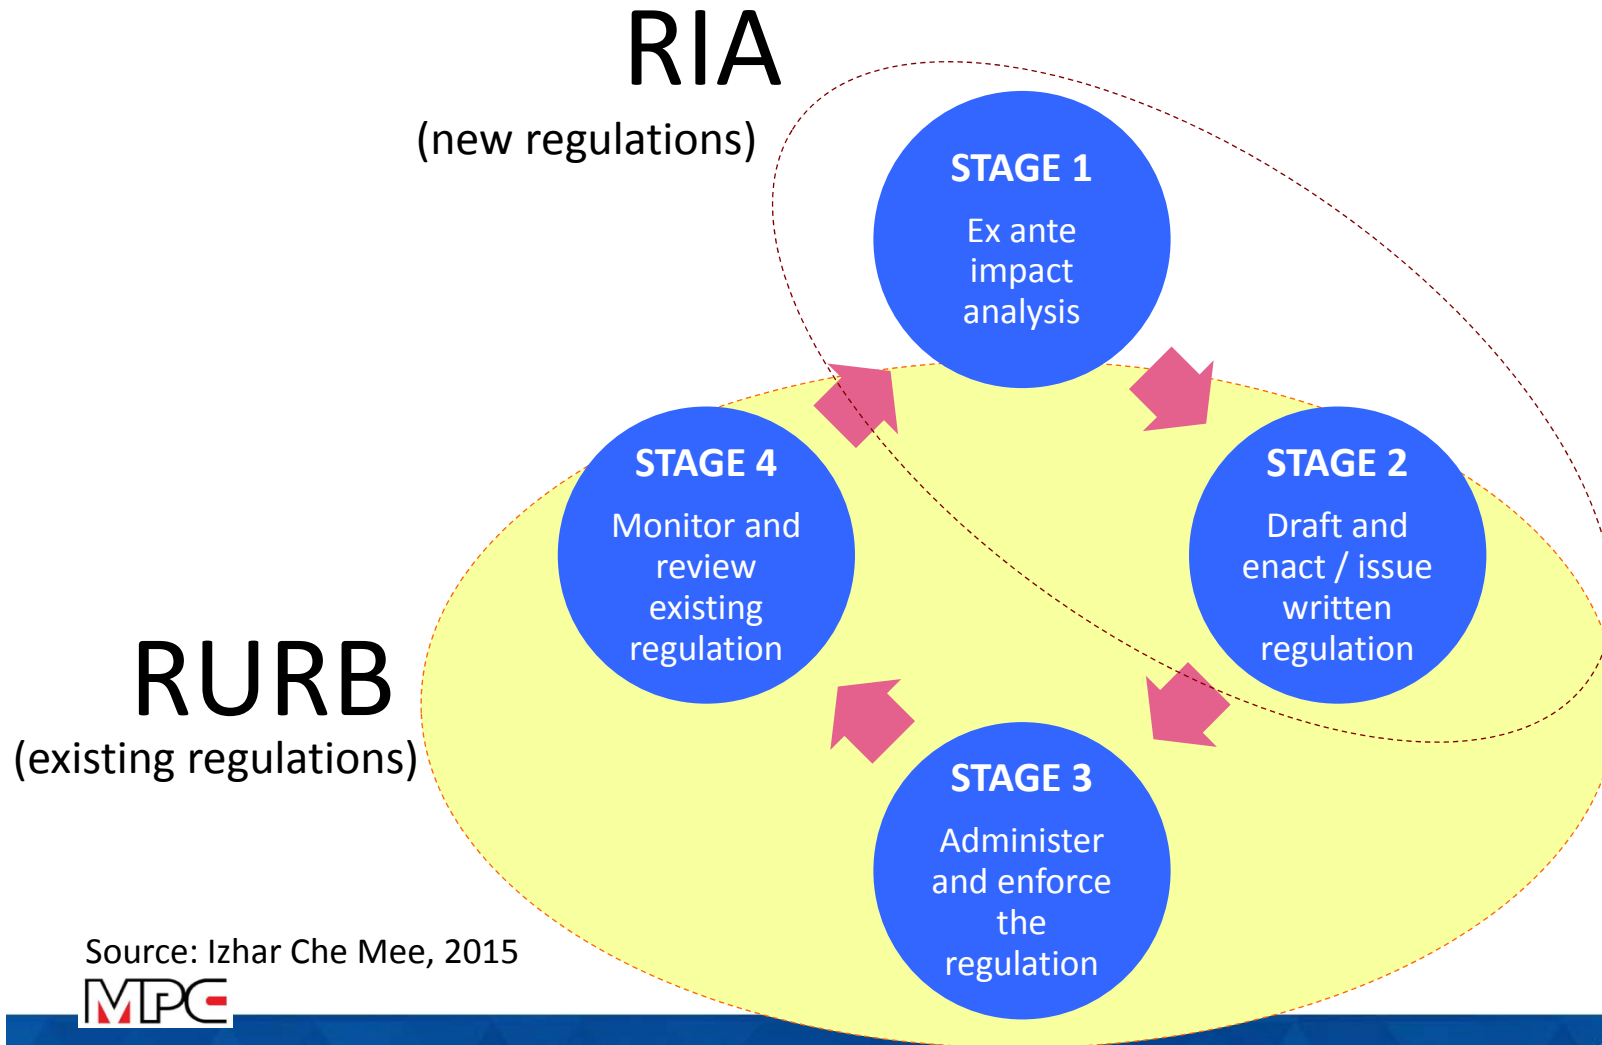 RIA
(new regulations)
STAGE 1
Ex ante
impact
analysis
STAGE 4
Monitor and
review
existing
regulation
STAGE 2
Draft and
enact / issue
written
regulation
RURB
(existing regulations)
STAGE 3
Administer
and enforce
the
regulation
Source: Izhar Che Mee, 2015
MPC